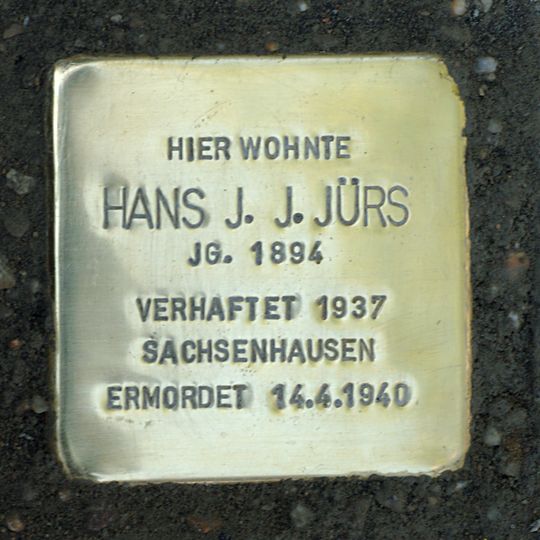 HIER WOHNTE
HANS J. J. JÜRS
JG. 1894
VERHAFTET 1937
SACHSENHAUSEN
ERMORDET 14.4.1940